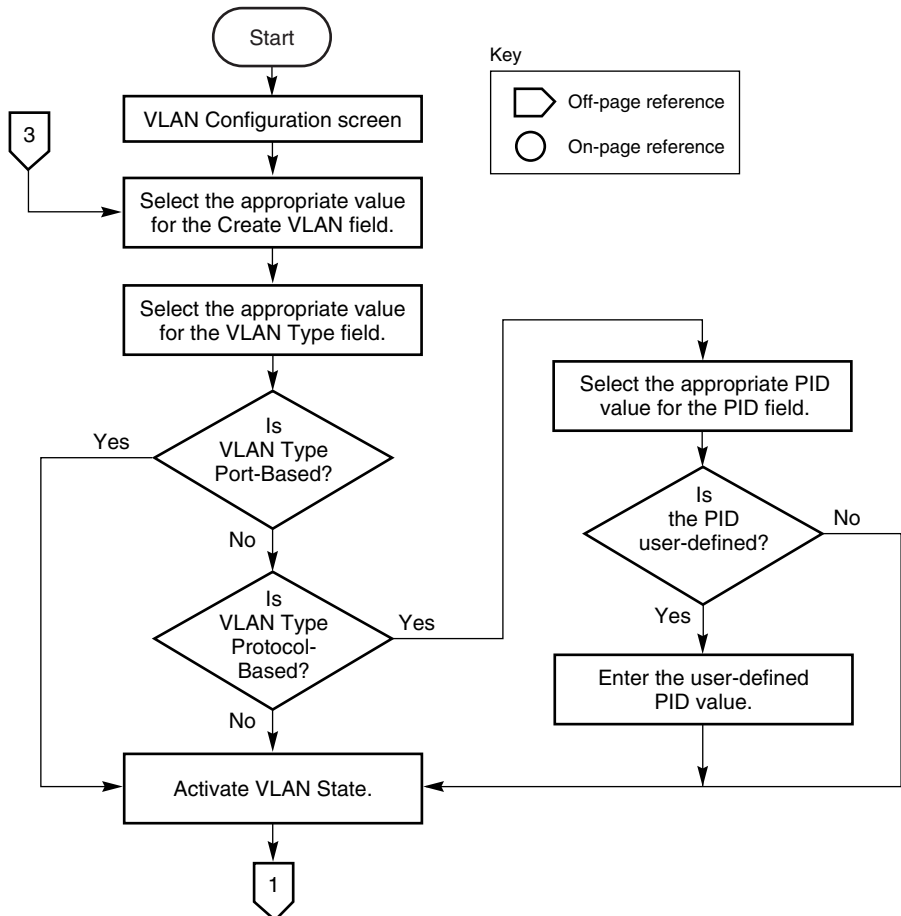 Start
Key
Off-page reference
On-page reference
VLAN Configuration screen
3
Select the appropriate value
for the Create VLAN field.
Select the appropriate value
for the VLAN Type field.
Select the appropriate PID
value for the PID field.
Is
VLAN Type
Port-Based?
Yes
No
Is
the PID
user-defined?
No
Yes
Is
VLAN Type
Protocol-
Based?
Yes
No
Enter the user-defined
PID value.
Activate VLAN State.
1